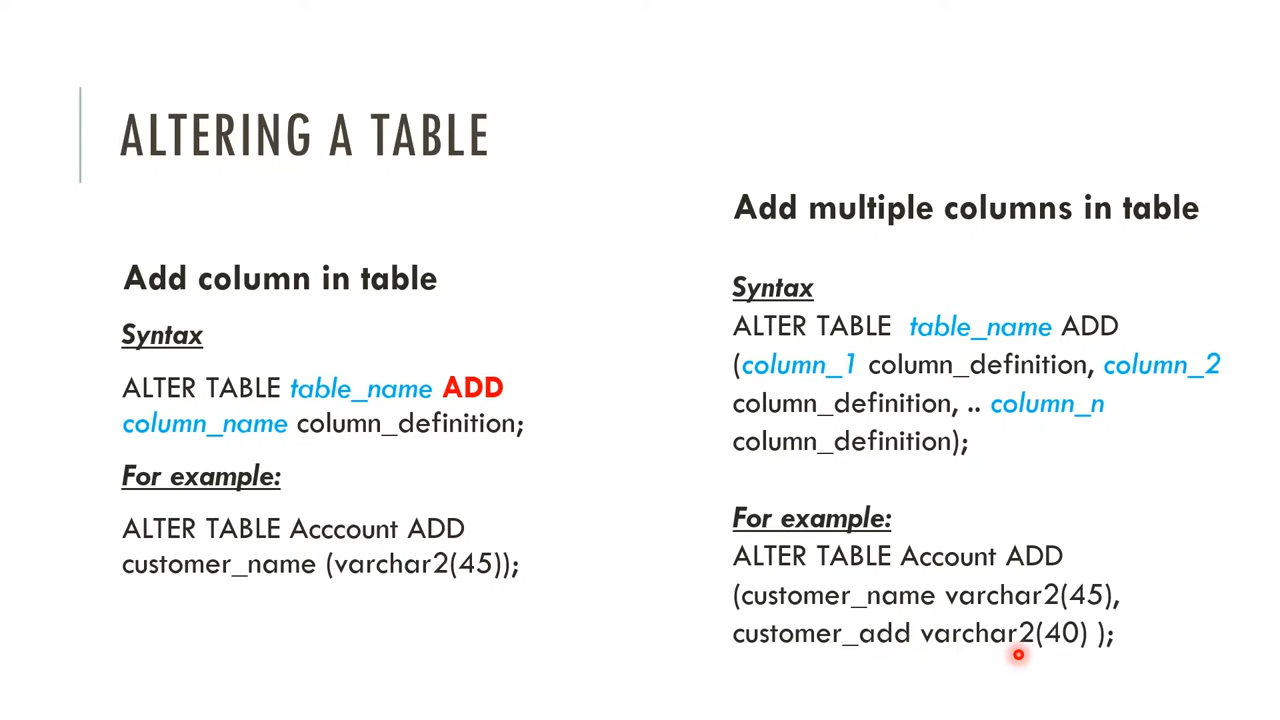 ALTERING A TABLE
Add column in table
Syntax
ALTER TABLE table_name ADD
column_name column_definition;
For example:
ALTER TABLE Acccount ADD
customer_name (varchar2(45));
Add multiple columns in table
Syntax
ALTER TABLE table_name ADD
(column_1 column_definition, column_2
column_definition, .. column_n
column_definition);
For example:
ALTER TABLE Account ADD
(customer_name varchar2(45),
customer_add varchar2(40) );